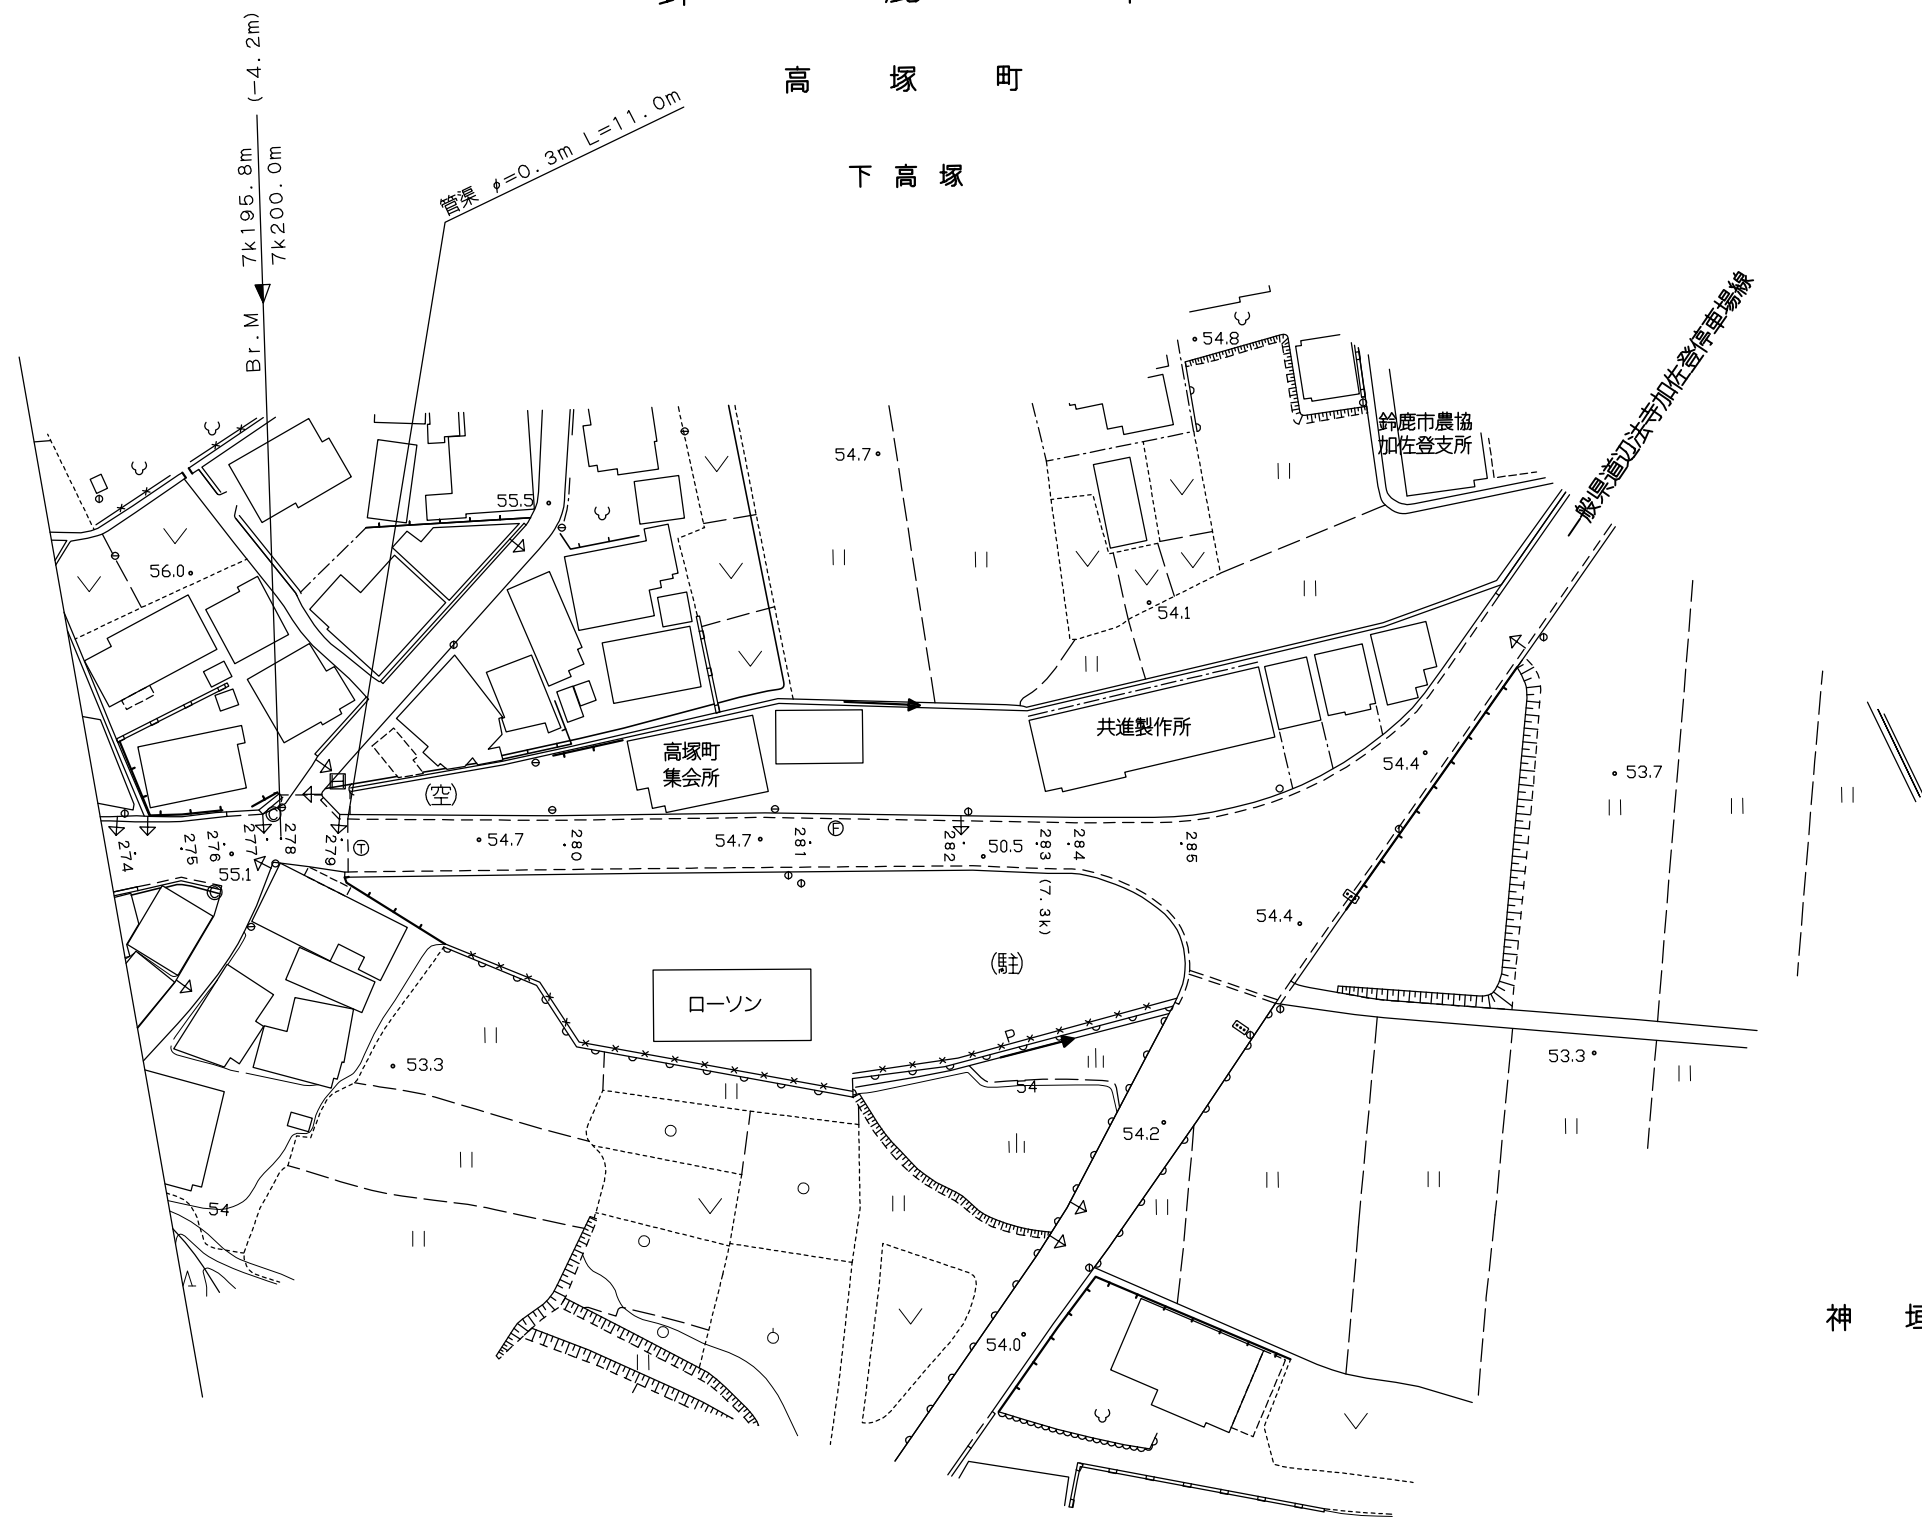 高塚町
下高塚
Br.M 7k195.8m (-4.2m)
7k200.0m
管渠 φ=0.3m L=11.0m
一般県道辺法寺加佐登停車場線
54.8
鈴鹿市農協
加佐登支所
54.7
55.5
56.0
54.1
共進製作所
高塚町
集会所
(空)
54.4
53.7
274
275
276
277
278
279
T
54.7
280
54.7
281
F
282
50.5
283 (7.3k)
284
285
55.1
54.4
(駐)
ローソン
P
53.3
54
53.3
54.2
54
54.0
神